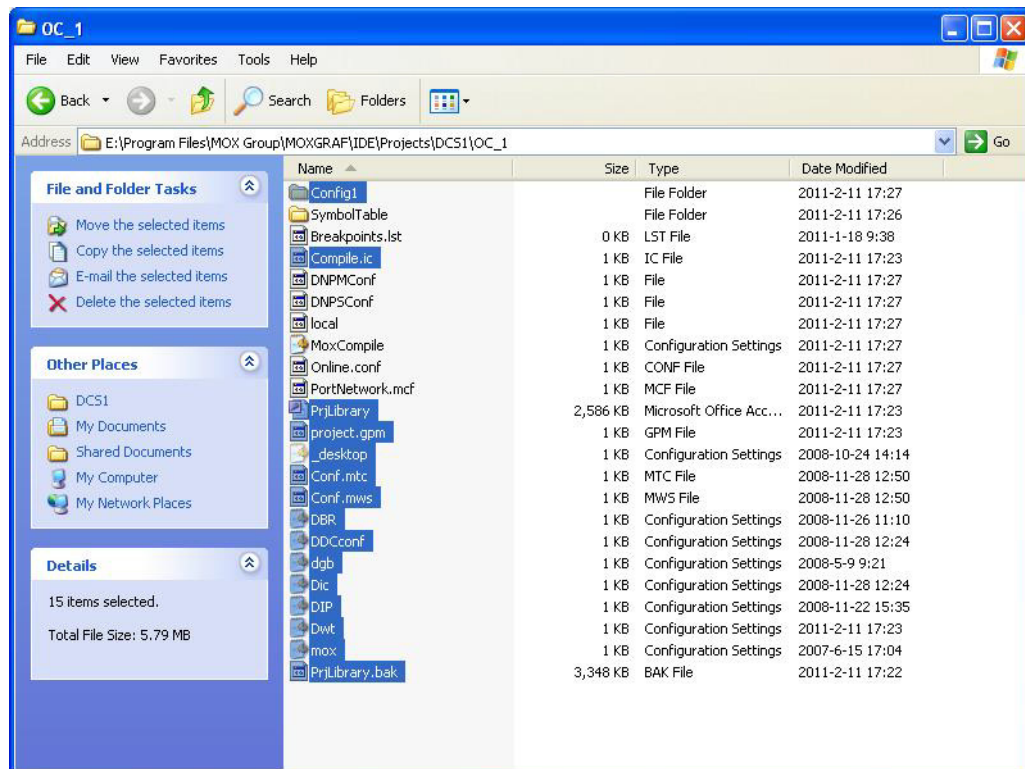 OC_1
File Edit View Favorites Tools Help
Back Search Folders
Address E:\Program Files\MOX Group\MOXGRAF\IDE\Projects\DCS1\OC_1 Go
File and Folder Tasks
Move the selected items
Copy the selected items
E-mail the selected items
Delete the selected items
Other Places
DCS1
My Documents
Shared Documents
My Computer
My Network Places
Details
15 items selected.
Total File Size: 5.79 MB
Name Size Type Date Modified
Config1 File Folder 2011-2-11 17:27
SymbolTable File Folder 2011-2-11 17:26
Breakpoints.lst 0 KB LST File 2011-1-18 9:38
Compile.ic 1 KB IC File 2011-2-11 17:23
DNPMConf 1 KB File 2011-2-11 17:27
DNPSConf 1 KB File 2011-2-11 17:27
local 1 KB File 2011-2-11 17:27
MoxCompile 1 KB Configuration Settings 2011-2-11 17:27
Online.conf 1 KB CONF File 2011-2-11 17:27
PortNetwork.mcf 1 KB MCF File 2011-2-11 17:27
PrjLibrary 2,586 KB Microsoft Office Acc... 2011-2-11 17:23
project.gpm 1 KB GPM File 2011-2-11 17:23
_desktop 1 KB Configuration Settings 2008-10-24 14:14
Conf.mtc 1 KB MTC File 2008-11-28 12:50
Conf.mws 1 KB MWS File 2008-11-28 12:50
DBR 1 KB Configuration Settings 2008-11-26 11:10
DDCconf 1 KB Configuration Settings 2008-11-28 12:24
dgb 1 KB Configuration Settings 2008-5-9 9:21
Dic 1 KB Configuration Settings 2008-11-28 12:24
DIP 1 KB Configuration Settings 2008-11-22 15:35
Dwt 1 KB Configuration Settings 2011-2-11 17:23
mox 1 KB Configuration Settings 2007-6-15 17:04
PrjLibrary.bak 3,348 KB BAK File 2011-2-11 17:22